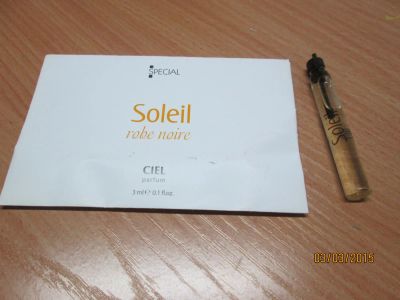 SPECIAL
Soleil
robe noire
CIEL
parfum
3 ml℮ 0.1 fl.oz.
Soleil
03/03/2015